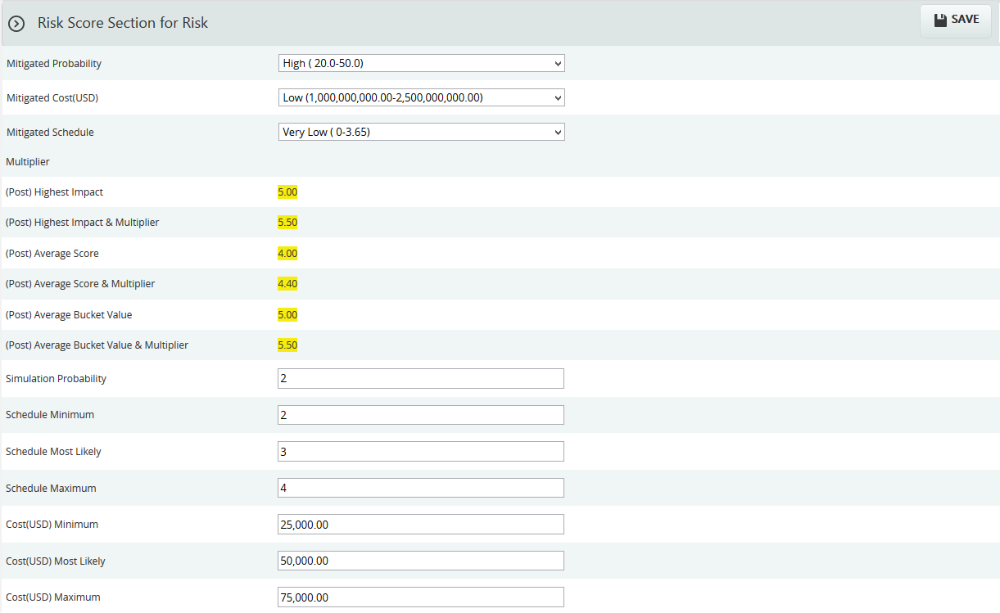 Risk Score Section for Risk
SAVE
Mitigated Probability High ( 20.0-50.0)
Mitigated Cost(USD) Low (1,000,000,000.00-2,500,000,000.00)
Mitigated Schedule Very Low ( 0-3.65)
Multiplier
(Post) Highest Impact 5.00
(Post) Highest Impact & Multiplier 5.50
(Post) Average Score 4.00
(Post) Average Score & Multiplier 4.40
(Post) Average Bucket Value 5.00
(Post) Average Bucket Value & Multiplier 5.50
Simulation Probability 2
Schedule Minimum 2
Schedule Most Likely 3
Schedule Maximum 4
Cost(USD) Minimum 25,000.00
Cost(USD) Most Likely 50,000.00
Cost(USD) Maximum 75,000.00